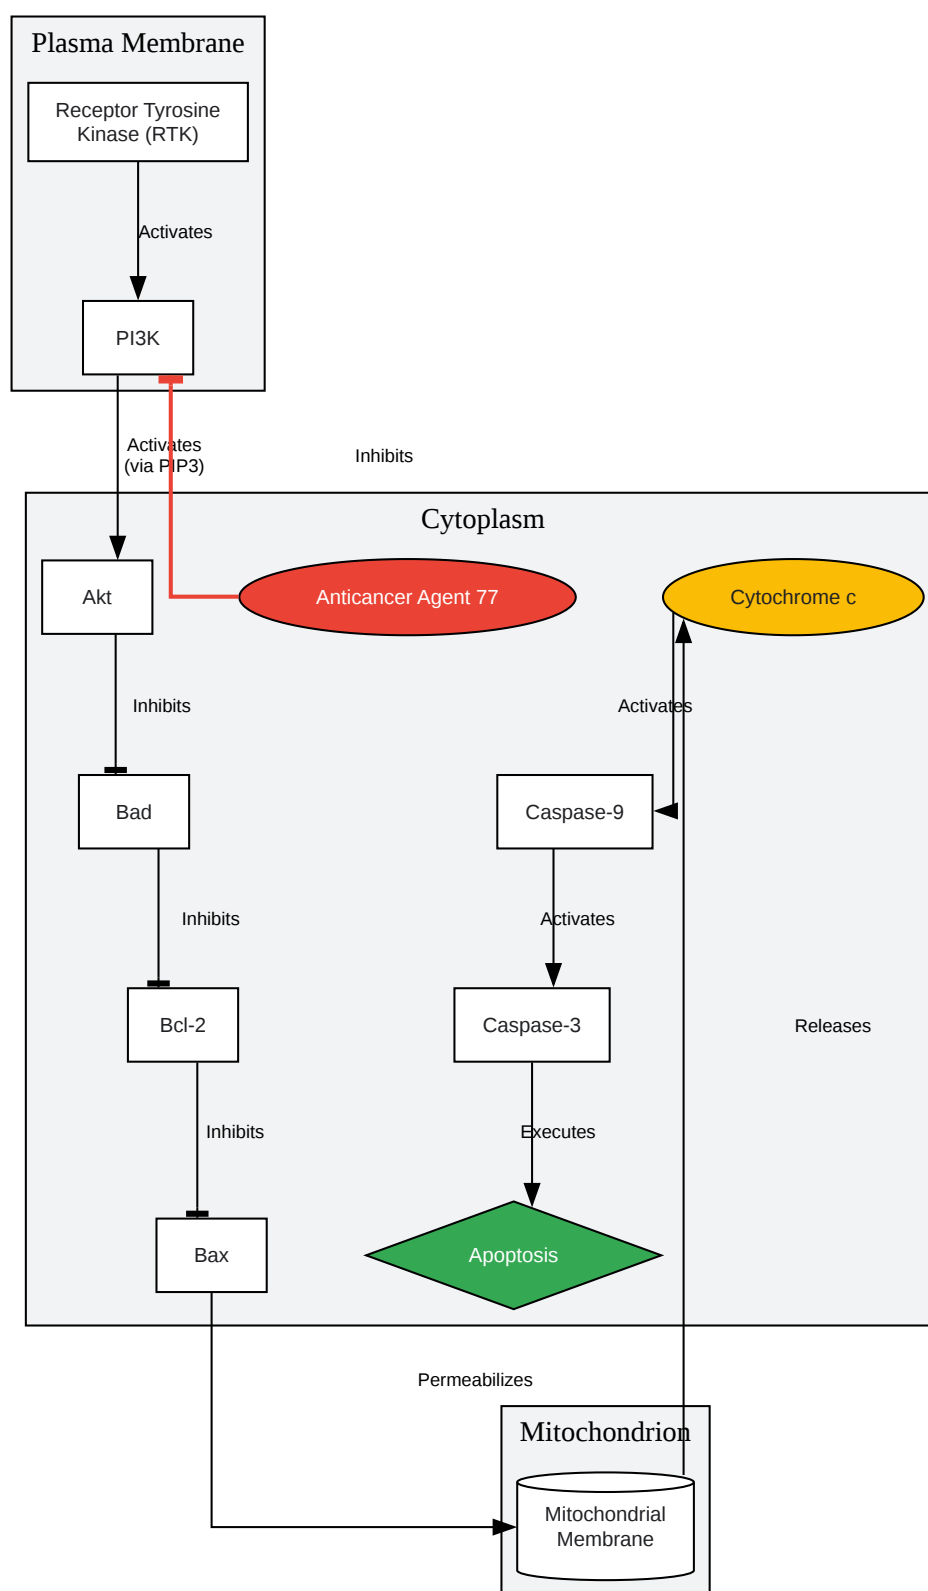 Plasma Membrane
Receptor Tyrosine
Kinase (RTK)
Activates
PI3K
Activates
(via PIP3)
Inhibits
Cytoplasm
Akt
Anticancer Agent 77
Cytochrome c
Inhibits
Activates
Bad
Caspase-9
Inhibits
Activates
Bcl-2
Caspase-3
Releases
Inhibits
Executes
Bax
Apoptosis
Permeabilizes
Mitochondrion
Mitochondrial
Membrane